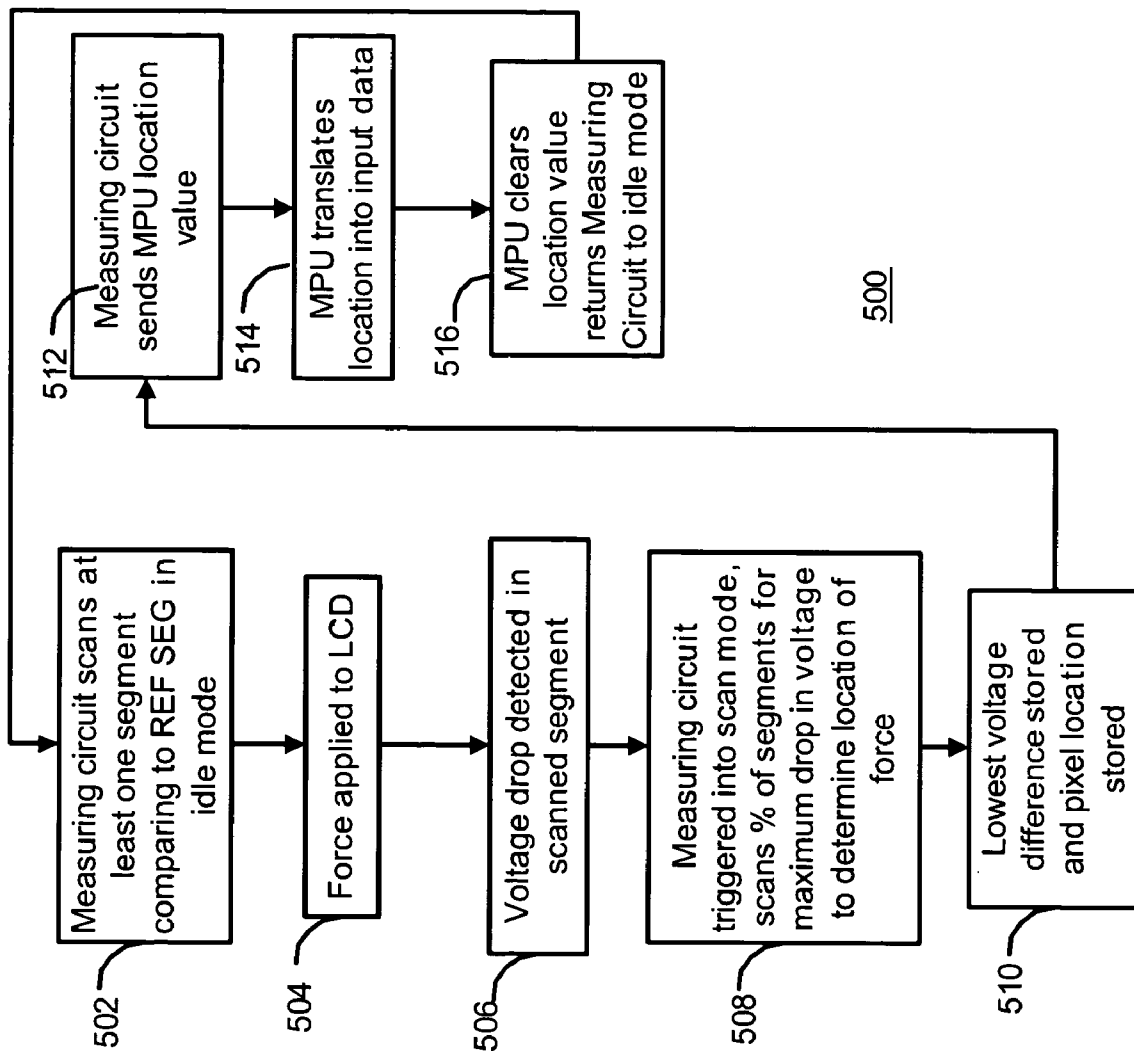 502
Measuring circuit scans at
least one segment
comparing to REF SEG in
idle mode
504
Force applied to LCD
506
Voltage drop detected in
scanned segment
508
Measuring circuit
triggered into scan mode,
scans % of segments for
maximum drop in voltage
to determine location of
force
510
Lowest voltage
difference stored
and pixel location
stored
512
Measuring circuit
sends MPU location
value
514
MPU translates
location into input data
516
MPU clears
location value
returns Measuring
Circuit to idle mode
500